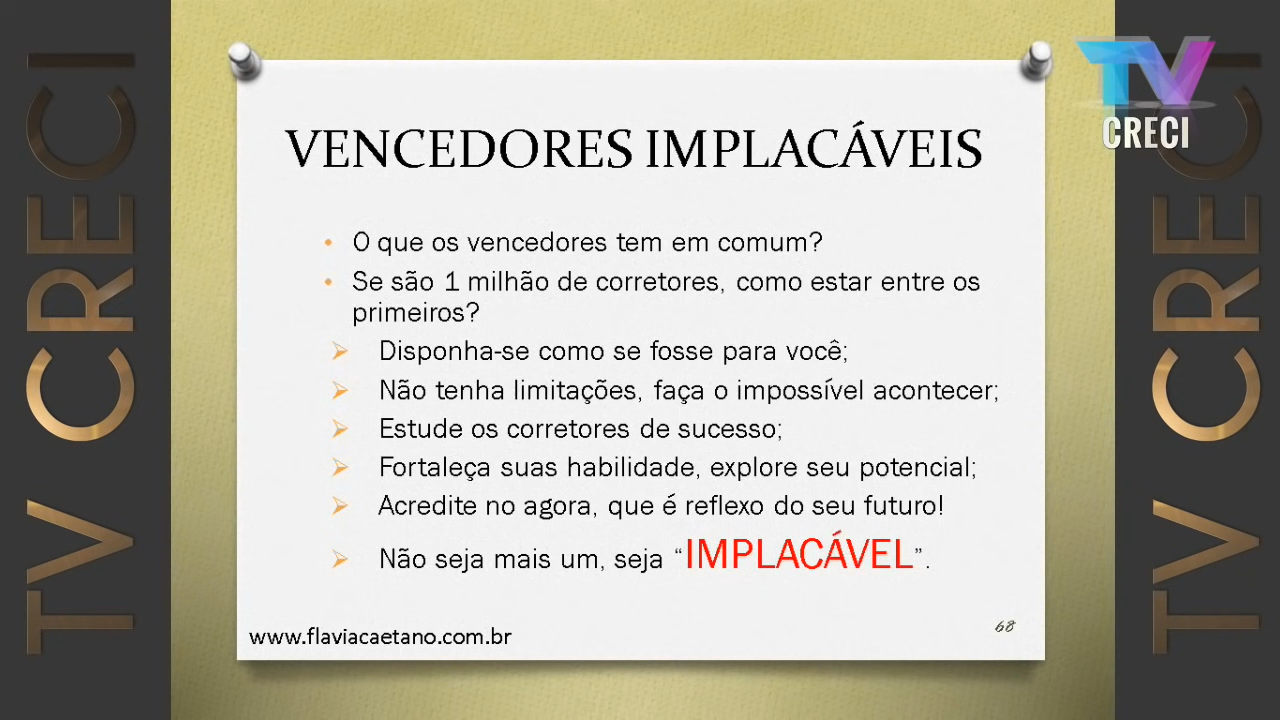 TV CRECI
TV
CRECI
VENCEDORES IMPLACÁVEIS
• O que os vencedores tem em comum?
• Se são 1 milhão de corretores, como estar entre os
primeiros?
➢ Disponha-se como se fosse para você;
➢ Não tenha limitações, faça o impossível acontecer;
➢ Estude os corretores de sucesso;
➢ Fortaleça suas habilidade, explore seu potencial;
➢ Acredite no agora, que é reflexo do seu futuro!
➢ Não seja mais um, seja “IMPLACÁVEL”.
www.flaviacaetano.com.br
68
TV CRECI